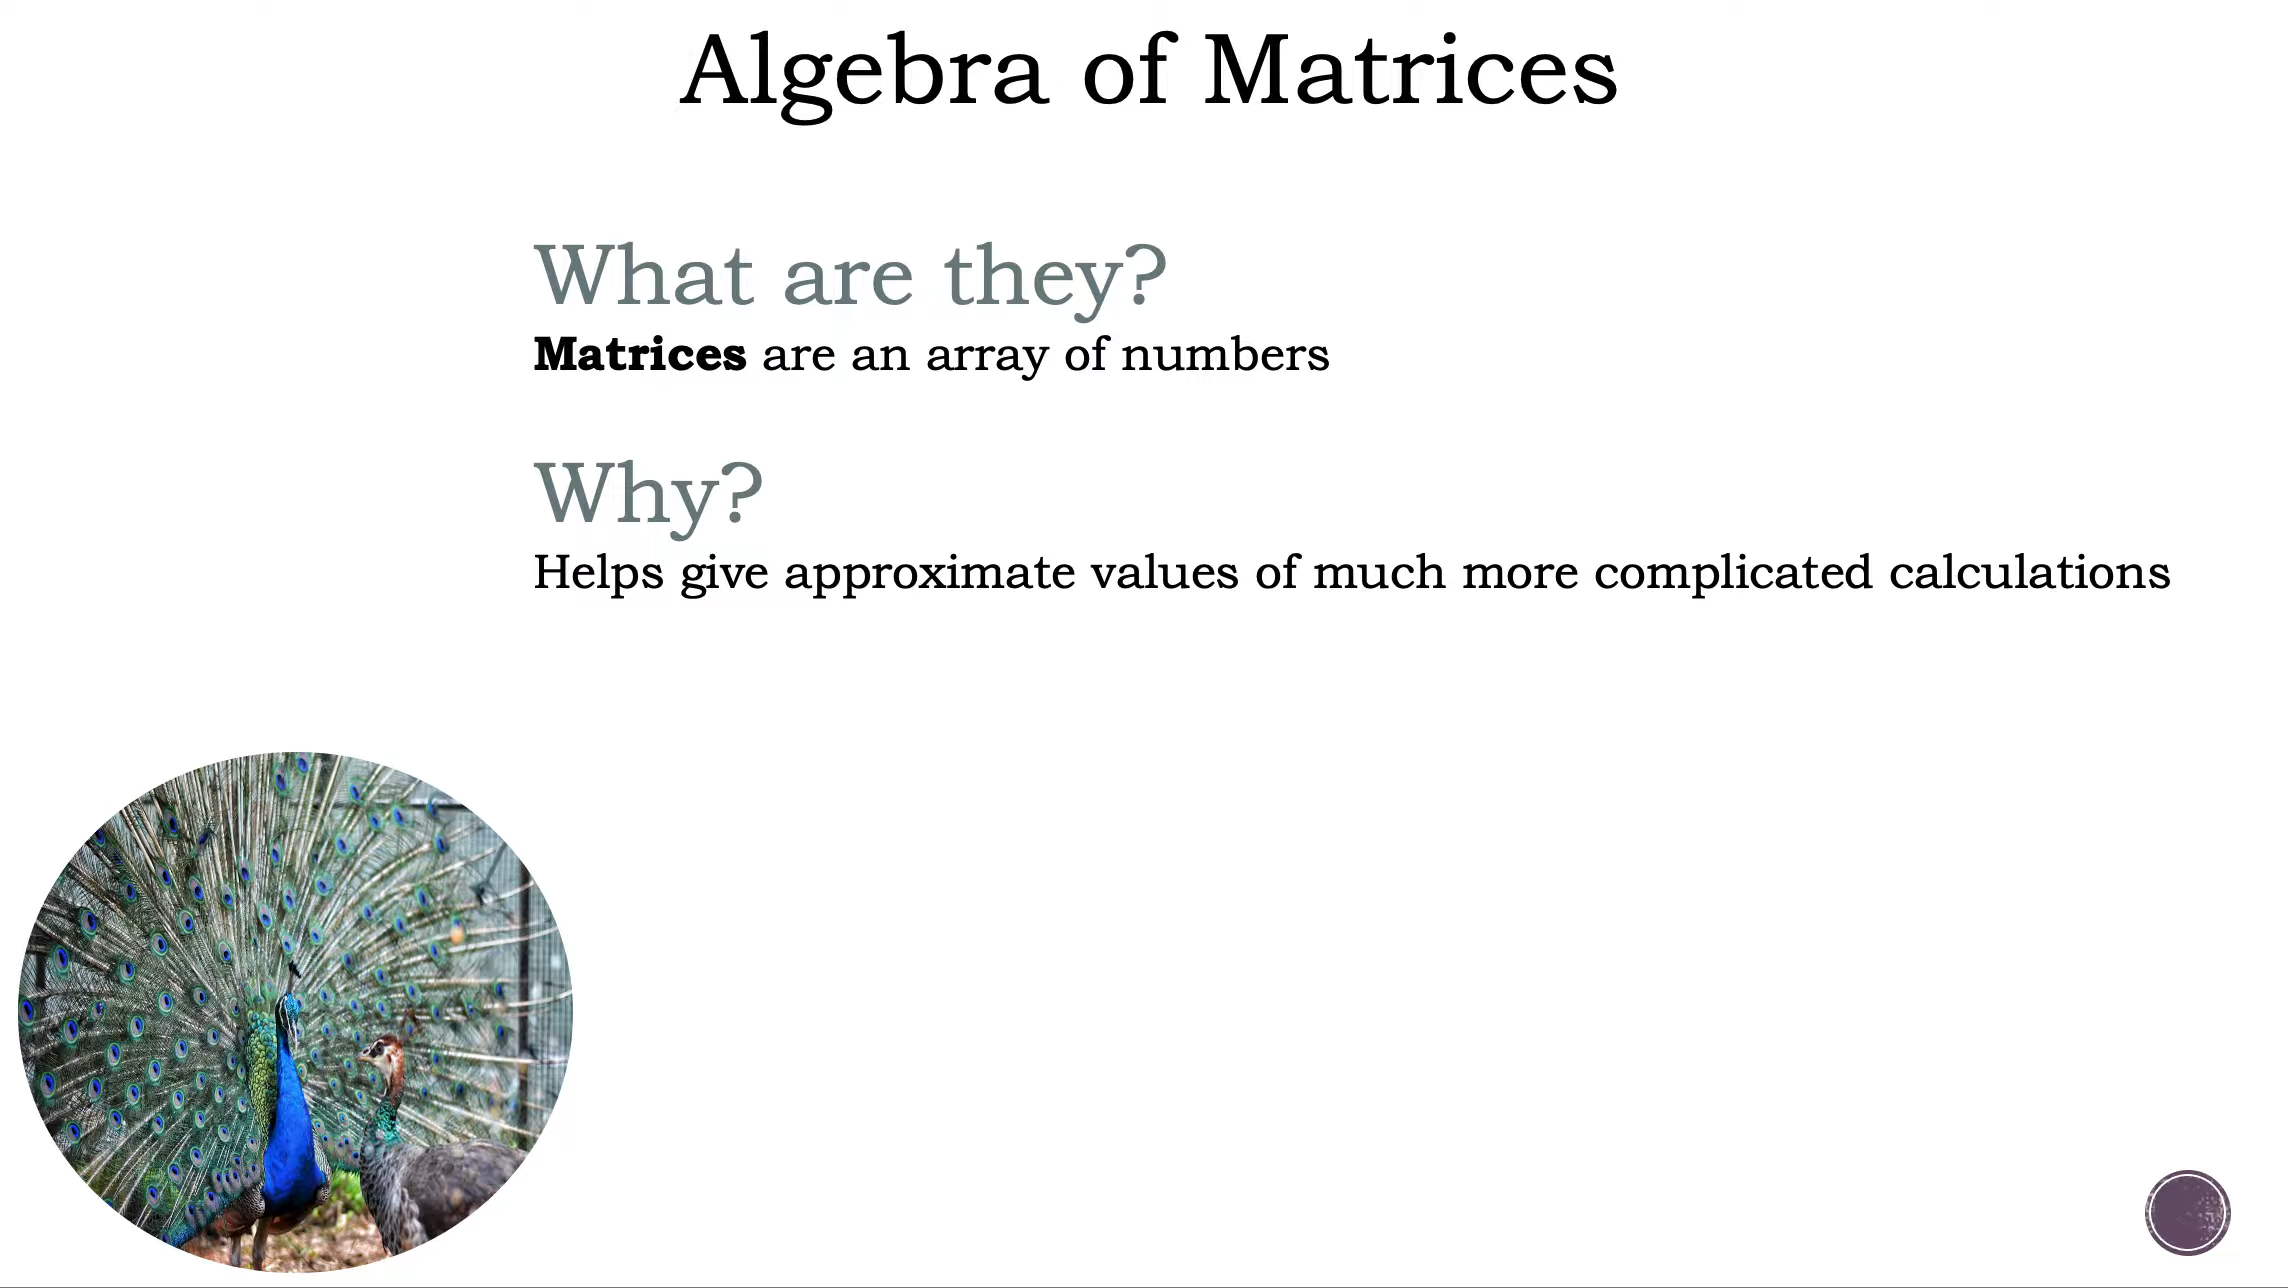 Algebra of Matrices
What are they?
Matrices are an array of numbers
Why?
Helps give approximate values of much more complicated calculations